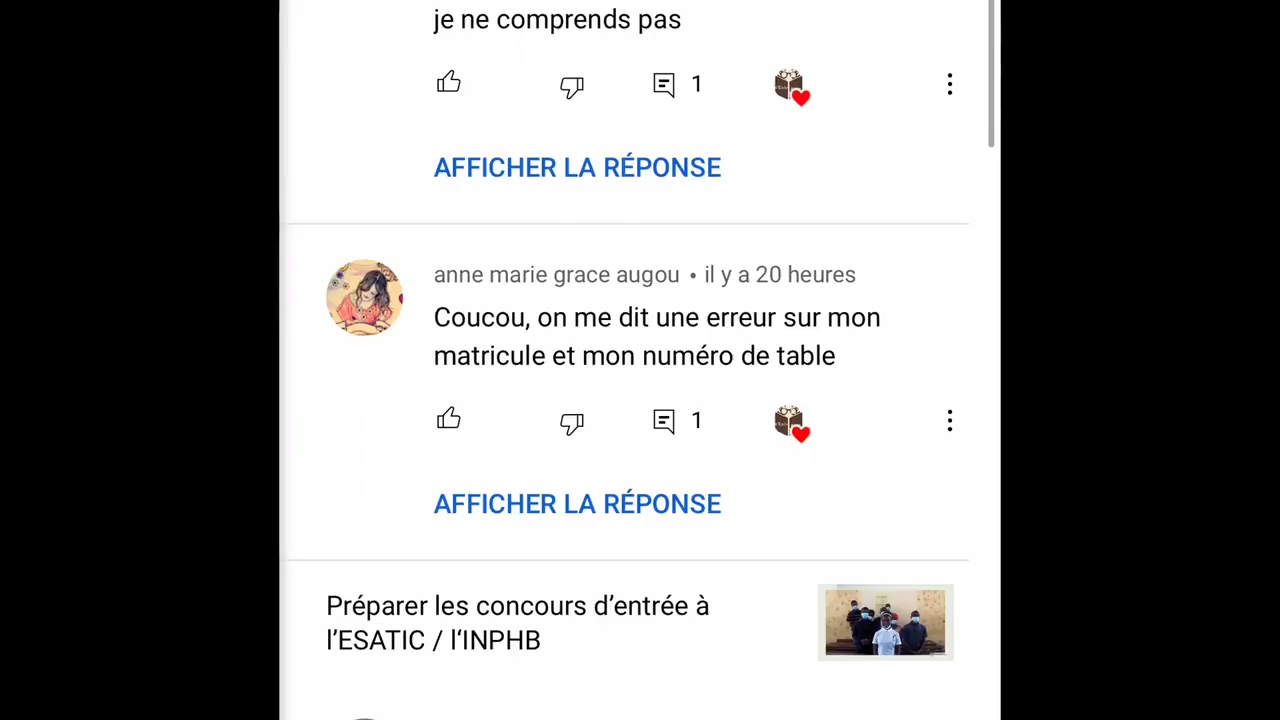 je ne comprends pas
1
AFFICHER LA RÉPONSE
anne marie grace augou • il y a 20 heures
Coucou, on me dit une erreur sur mon
matricule et mon numéro de table
1
AFFICHER LA RÉPONSE
Préparer les concours d’entrée à
l’ESATIC / l‘INPHB